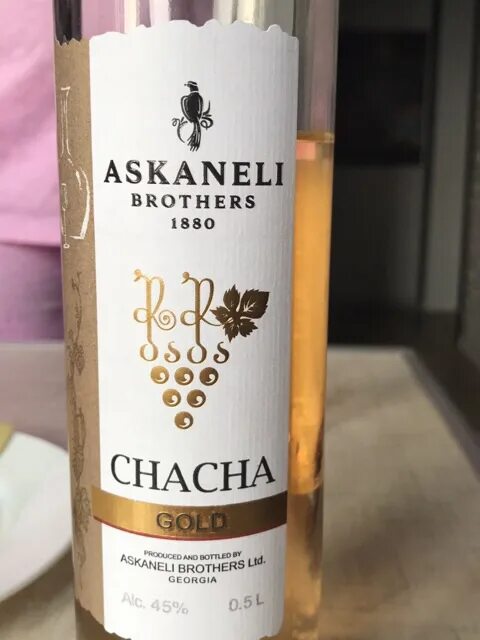 ASKANELI
BROTHERS
1880
CHACHA
GOLD
PRODUCED AND BOTTLED BY
ASKANELI BROTHERS Ltd.
GEORGIA
Alc. 45% 0.5 L